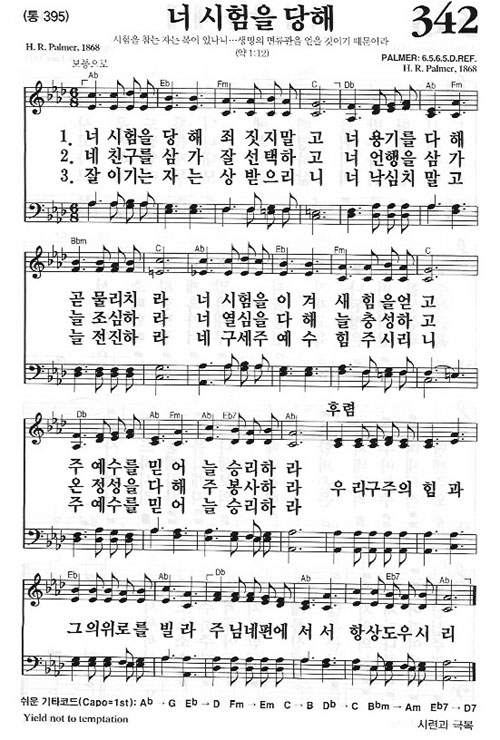 (통 395)
너 시험을 당해
342
시험을 참는 자는 복이 있나니…생명의 면류관을 얻을 것이기 때문이라
(약 1:12)
H. R. Palmer, 1868
PALMER: 6.5.6.5.D.REF.
H. R. Palmer, 1868
보통으로
Ab Eb Fm C Db Ab Fm
1. 너 시험을 당 해 죄 짓지말 고 너 용기를 다 해
2. 네 친구를 삼 가 잘 선택하 고 너 언행을 삼 가
3. 잘 이기는 자 는 상 받으리 니 너 낙심치 말 고
Bbm C Ab Eb Fm C
곧 물리치 라 너 시험을 이 겨 새 힘을얻 고
늘 조심하 라 너 열심을 다 해 늘 충성하 고
늘 전진하 라 네 구세주 예 수 힘 주시리 니
Db Ab Fm Ab Eb7 Ab
후렴
주 예수를 믿 어 늘 승리하 라
온 정성을 다 해 주 봉사하 라 우 리구주의 힘 과
주 예수를 믿 어 늘 승리하 라
Eb Ab Db Ab Eb7 Ab
그의위로를 빌 라 주 님네편에 서 서 항상도우시 리
쉬운 기타코드(Capo=1st): Ab → G Eb → D Fm → Em C → B Db → C Bbm → Am Eb7 → D7
Yield not to temptation
시련과 극복